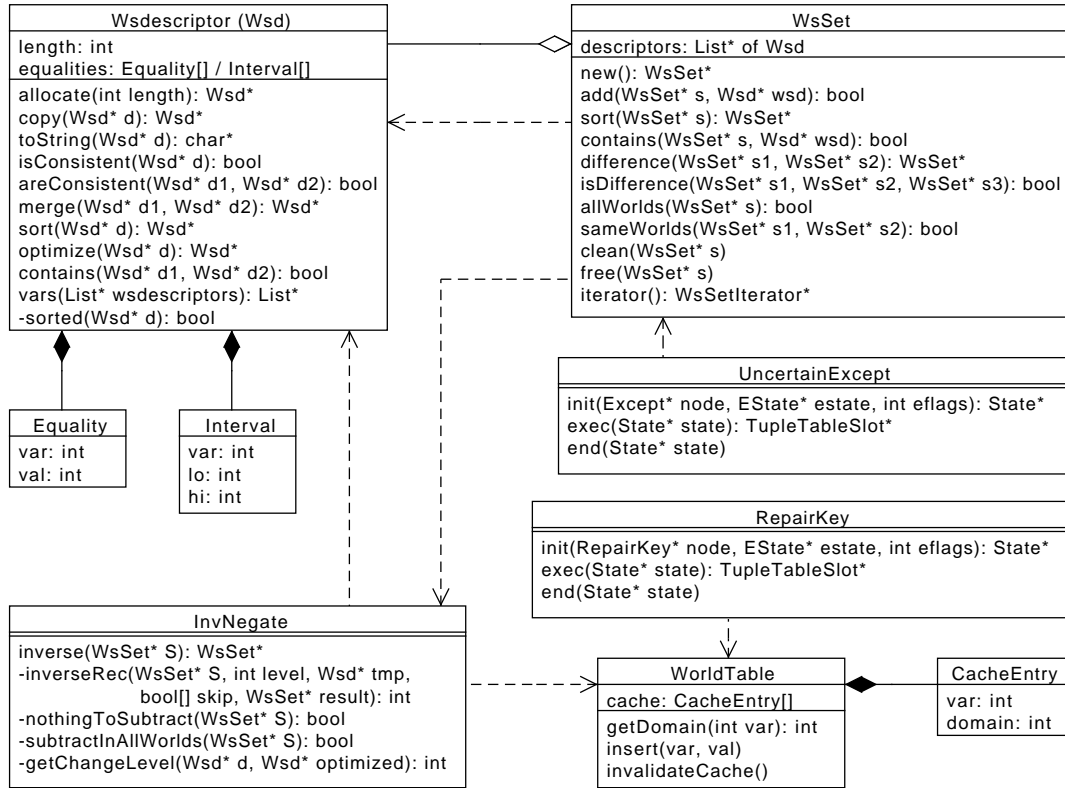 Wsdescriptor (Wsd)
length: int
equalities: Equality[] / Interval[]
allocate(int length): Wsd*
copy(Wsd* d): Wsd*
toString(Wsd* d): char*
isConsistent(Wsd* d): bool
areConsistent(Wsd* d1, Wsd* d2): bool
merge(Wsd* d1, Wsd* d2): Wsd*
sort(Wsd* d): Wsd*
optimize(Wsd* d): Wsd*
contains(Wsd* d1, Wsd* d2): bool
vars(List* wsdescriptors): List*
-sorted(Wsd* d): bool
WsSet
descriptors: List* of Wsd
new(): WsSet*
add(WsSet* s, Wsd* wsd): bool
sort(WsSet* s): WsSet*
contains(WsSet* s, Wsd* wsd): bool
difference(WsSet* s1, WsSet* s2): WsSet*
isDifference(WsSet* s1, WsSet* s2, WsSet* s3): bool
allWorlds(WsSet* s): bool
sameWorlds(WsSet* s1, WsSet* s2): bool
clean(WsSet* s)
free(WsSet* s)
iterator(): WsSetIterator*
Equality
var: int
val: int
Interval
var: int
lo: int
hi: int
UncertainExcept
init(Except* node, EState* estate, int eflags): State*
exec(State* state): TupleTableSlot*
end(State* state)
RepairKey
init(RepairKey* node, EState* estate, int eflags): State*
exec(State* state): TupleTableSlot*
end(State* state)
InvNegate
inverse(WsSet* S): WsSet*
-inverseRec(WsSet* S, int level, Wsd* tmp,
bool[] skip, WsSet* result): int
-nothingToSubtract(WsSet* S): bool
-subtractInAllWorlds(WsSet* S): bool
-getChangeLevel(Wsd* d, Wsd* optimized): int
WorldTable
cache: CacheEntry[]
getDomain(int var): int
insert(var, val)
invalidateCache()
CacheEntry
var: int
domain: int